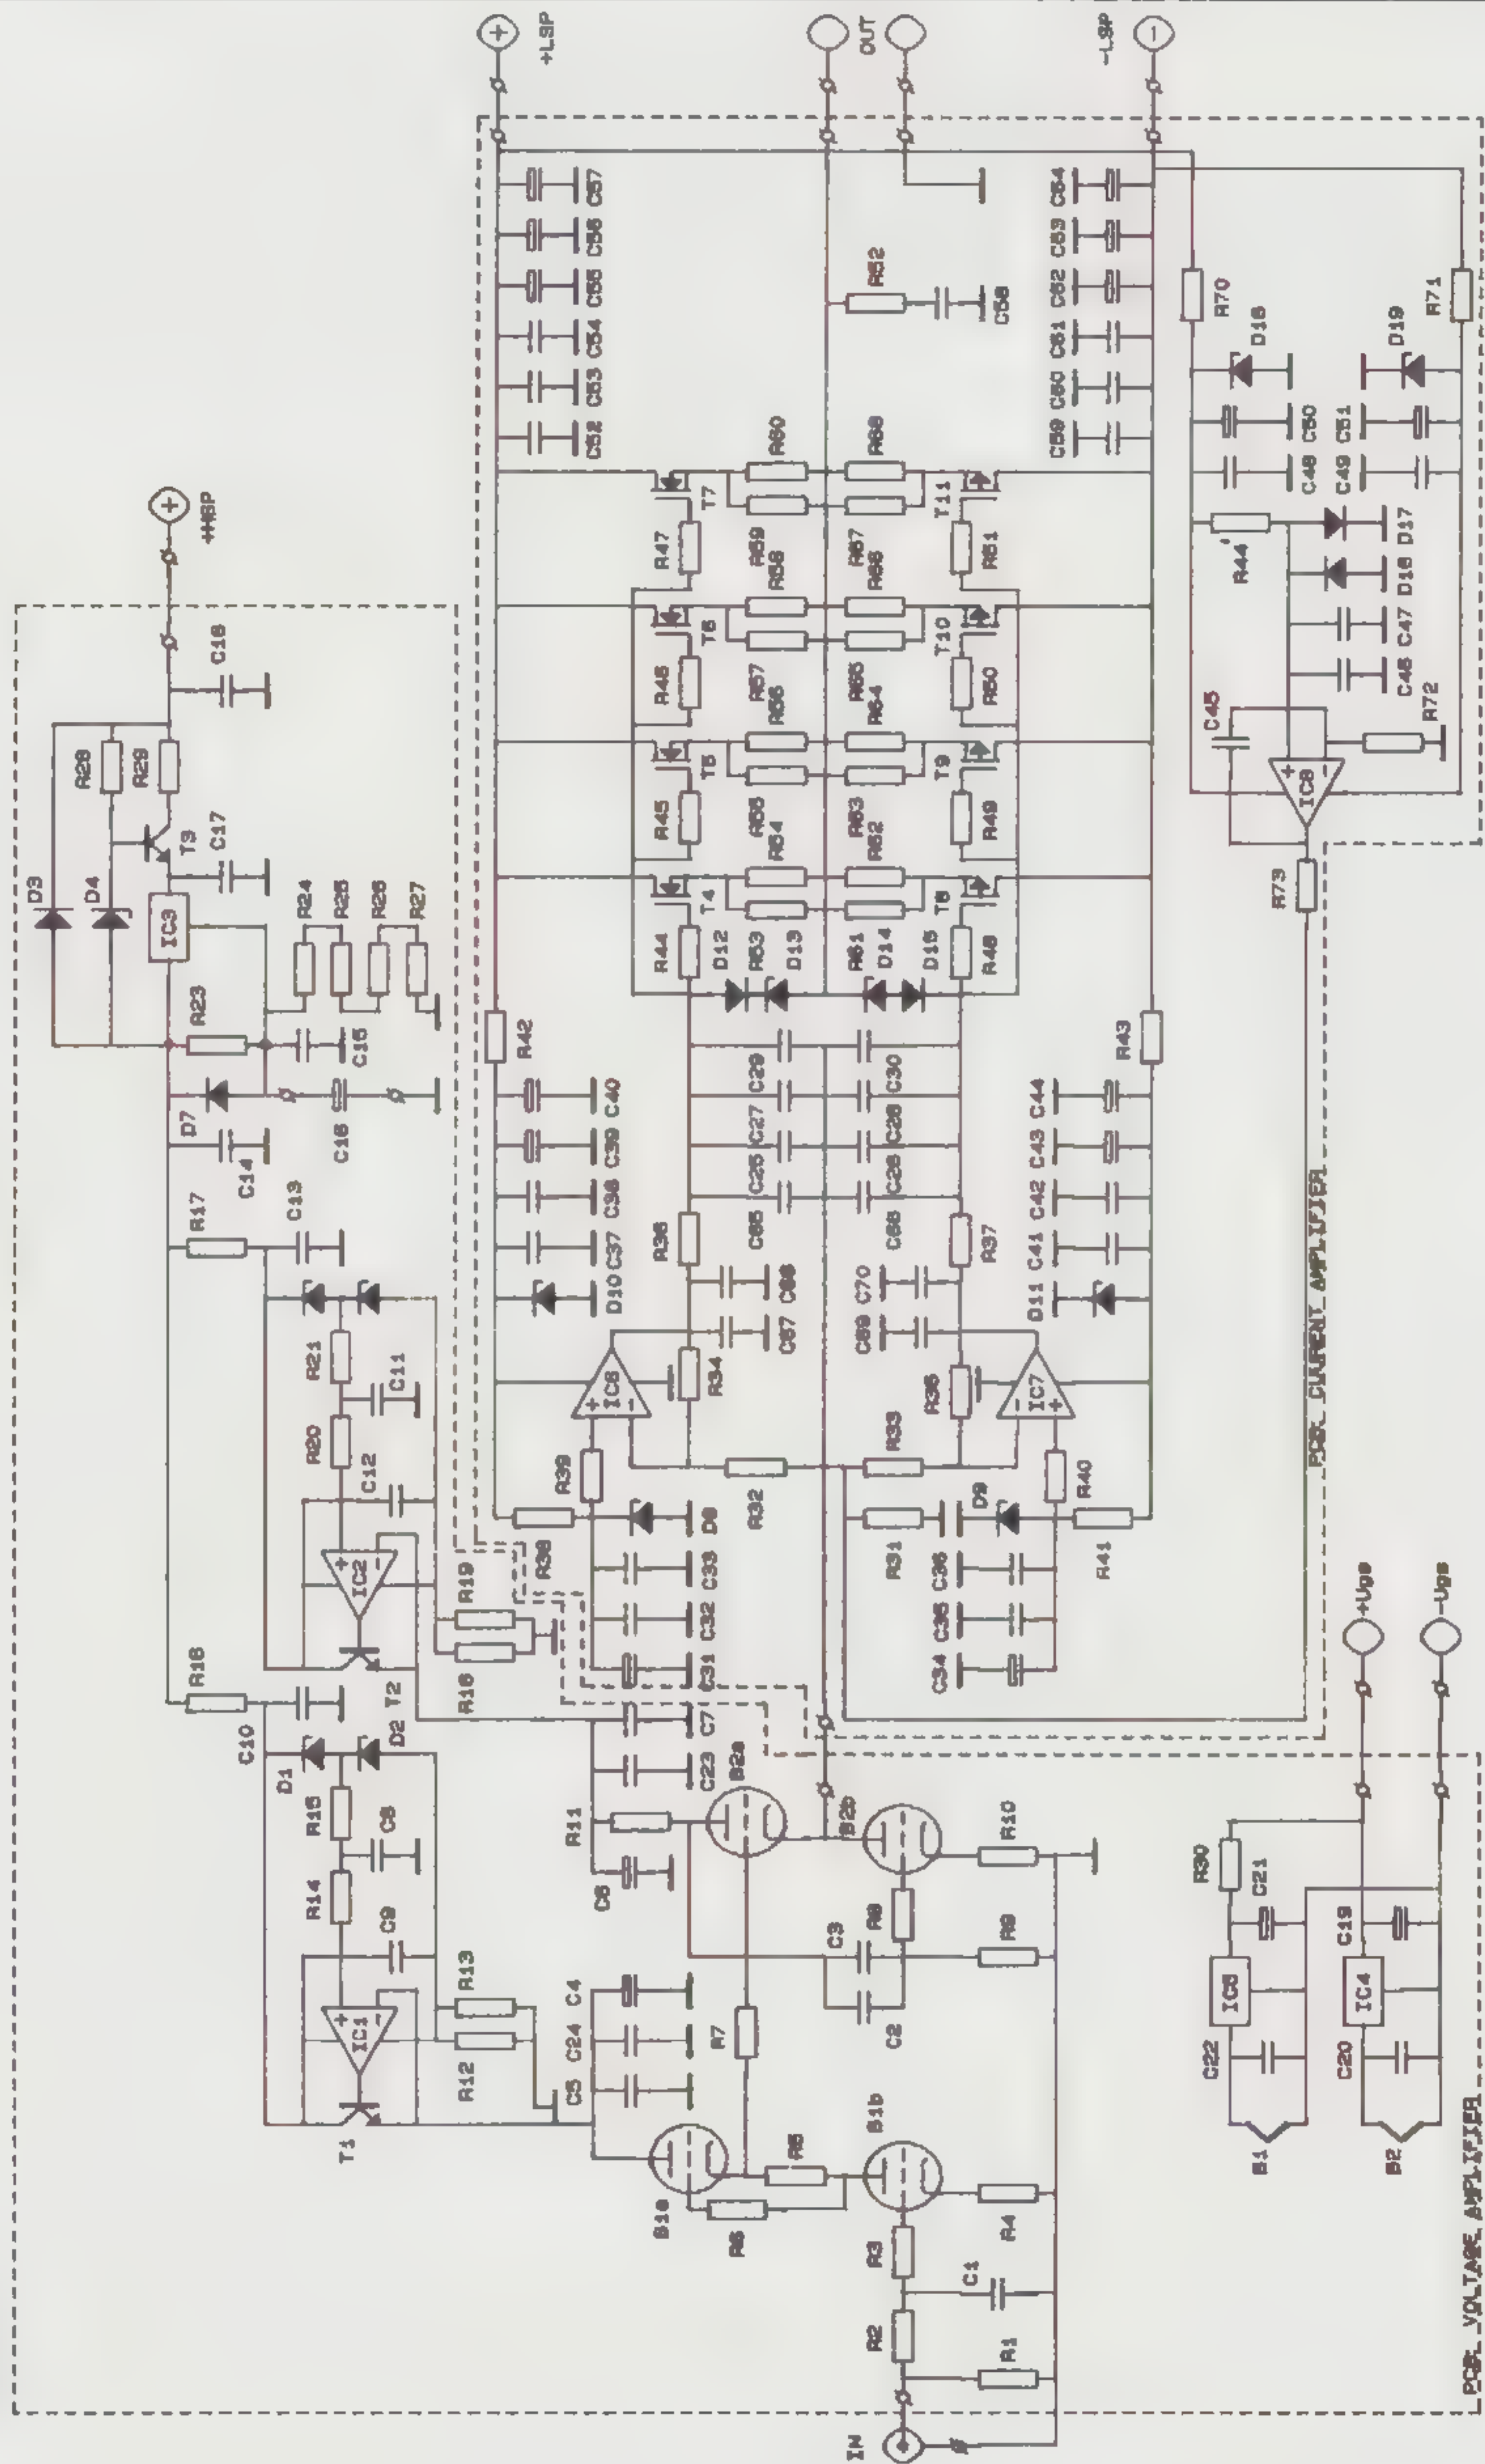 IN
R1
R2
C1
R3
R4
B1b
B1a
R6
R5
R7
C5
C24
C4
R12
R13
T1
IC1
+
-
C9
R14
C8
R15
D1
D2
C10
R16
C6
R11
C23
C7
B2a
B2b
C2
C3
R8
R9
R10
R18
R19
T2
IC2
+
-
C12
R20
C11
R21
R17
C13
C14
D7
C16
R23
C15
R24
R25
R26
R27
IC3
D3
D4
T3
C17
R28
R29
C18
+HSP
C22
IC5
C21
R30
C20
IC4
C19
B1
B2
+Ugs
-Ugs
PCB: VOLTAGE AMPLIFIER
C31
C32
C33
D8
R38
R39
IC6
+
-
R32
R34
C67
C68
R36
D10
C37
C38
C39
C40
R42
C34
C35
C36
R31
D9
R41
R33
R40
R35
IC7
-
+
C69
C70
R37
D11
C41
C42
C43
C44
R43
C65
C25
C27
C29
C66
C26
C28
C30
D12
D13
D14
D15
R44
R45
R46
R47
T4
T5
T6
T7
R53
R54
R55
R56
R57
R58
R59
R60
R61
R62
R63
R64
R65
R66
R67
R68
R48
R49
R50
R51
T8
T9
T10
T11
C52
C53
C54
C55
C56
C57
+LSP
R52
C58
OUT
C59
C60
C61
C62
C63
C64
-LSP
R73
IC8
+
-
C45
R72
C46
C47
D16
D17
R44'
C48
C50
C49
C51
D18
D19
R70
R71
PCB: CURRENT AMPLIFIER